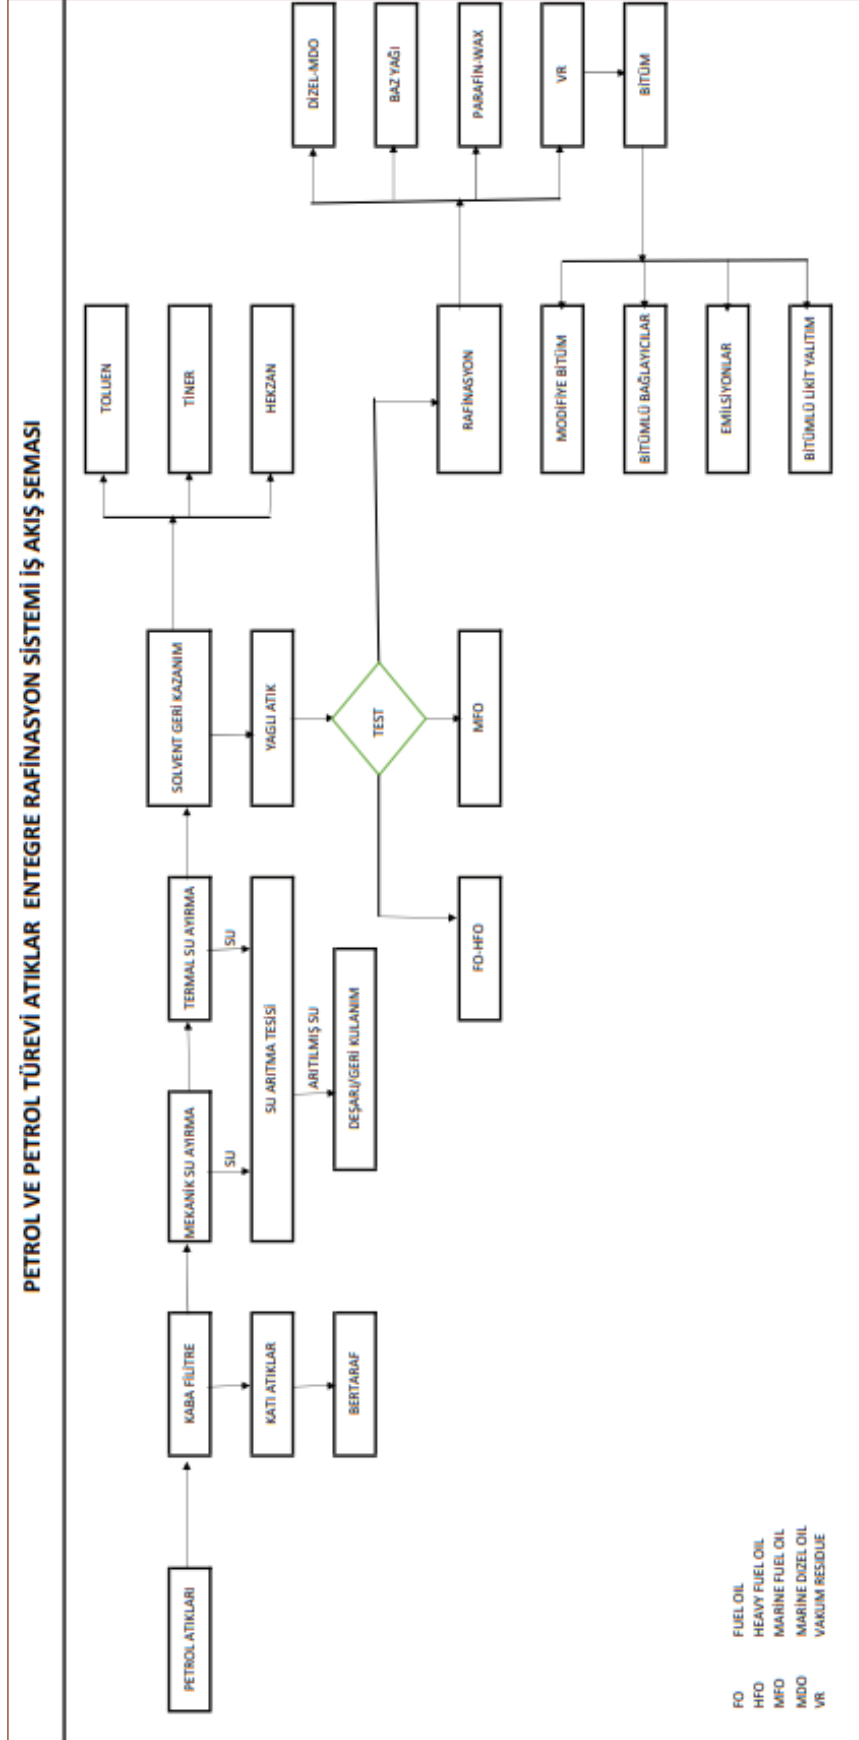 PETROL VE PETROL TÜREVİ ATIKLAR ENTEGRE RAFİNASYON SİSTEMİ İŞ AKIŞ ŞEMASI
PETROL ATIKLARI
KABA FİLİTRE
KATI ATIKLAR
BERTARAF
MEKANİK SU AYIRMA
SU
TERMAL SU AYIRMA
SU
SU ARITMA TESİSİ
ARITILMIŞ SU
DEŞARJ/GERİ KULANIM
SOLVENT GERİ KAZANIM
YAGLI ATIK
TEST
FO-HFO
MFO
TOLUEN
TİNER
HEKZAN
RAFİNASYON
DİZEL-MDO
BAZ YAĞI
PARAFİN-WAX
VR
BİTÜM
MODİFİYE BİTÜM
BİTÜMLÜ BAĞLAYICILAR
EMİLSİYONLAR
BİTÜMLÜ LİKİT YALITIM
FO FUEL OIL
HFO HEAVY FUEL OIL
MFO MARİNE FUEL OIL
MDO MARİNE DIZEL OIL
VR VAKUM RESIDUE